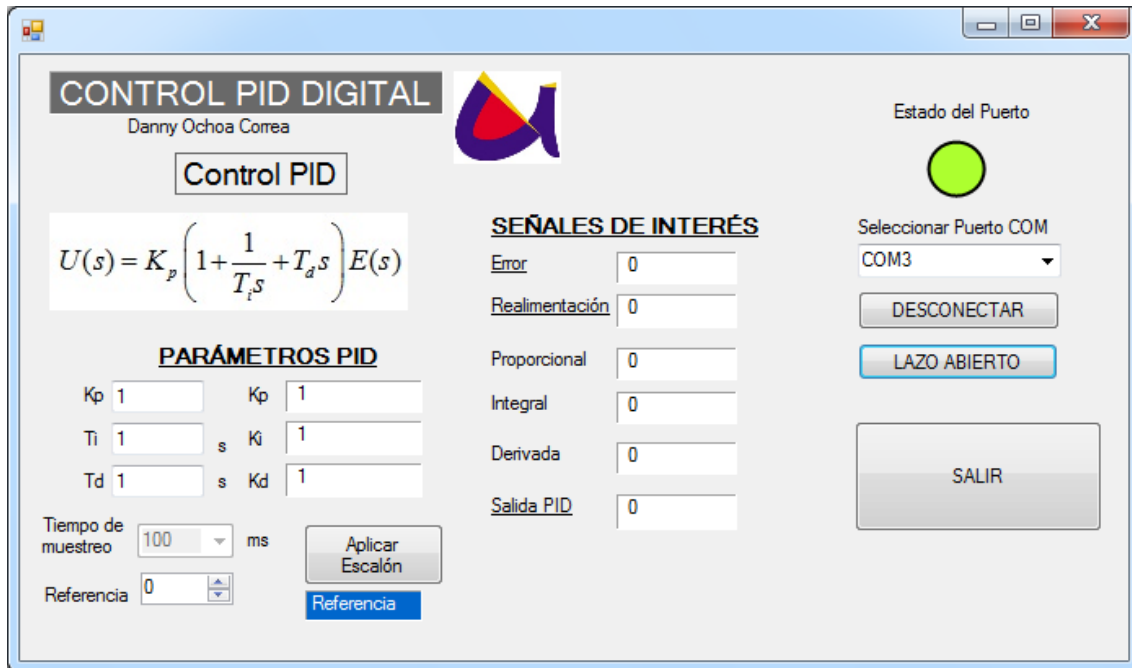 CONTROL PID DIGITAL
Danny Ochoa Correa
Control PID
U(s) = K_p (1 + 1/(T_i s) + T_d s) E(s)
PARÁMETROS PID
Kp 1 Kp 1
Ti 1 s Ki 1
Td 1 s Kd 1
Tiempo de
muestreo 100 ms
Referencia 0
Aplicar
Escalón
Referencia
SEÑALES DE INTERÉS
Error 0
Realimentación 0
Proporcional 0
Integral 0
Derivada 0
Salida PID 0
Estado del Puerto
Seleccionar Puerto COM
COM3
DESCONECTAR
LAZO ABIERTO
SALIR